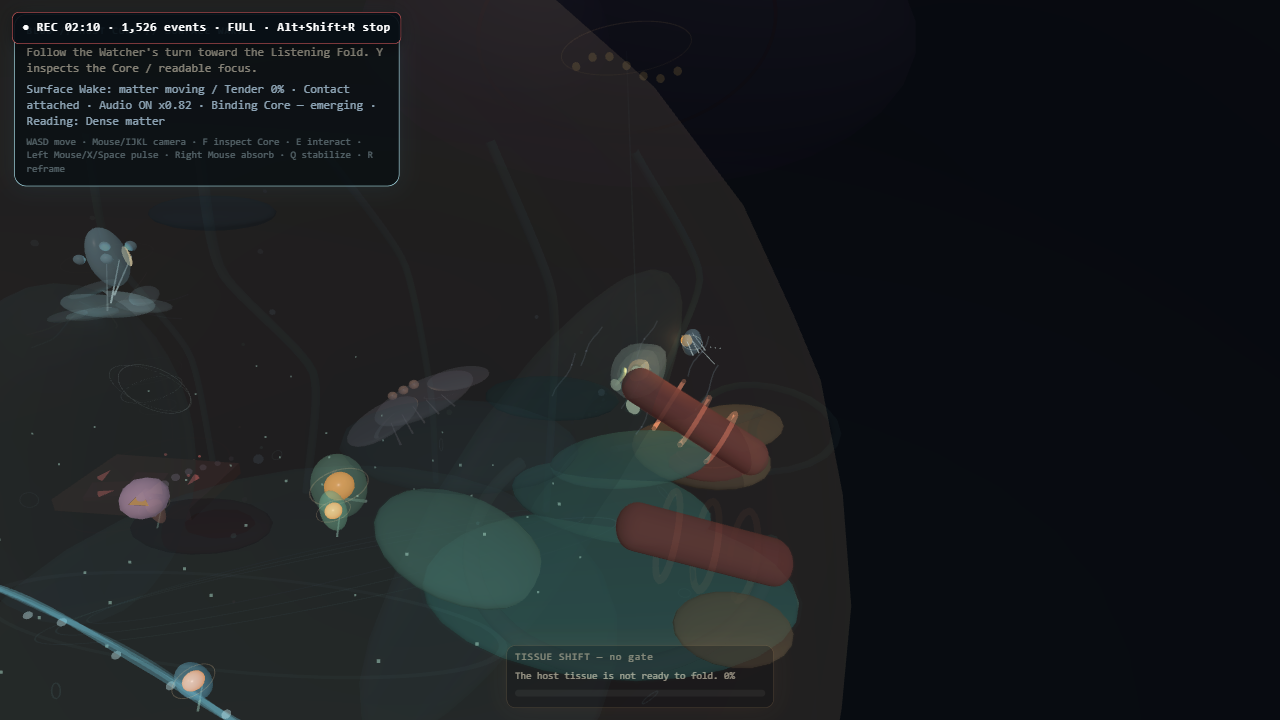 ● REC 02:10 · 1,526 events · FULL · Alt+Shift+R stop
Follow the Watcher's turn toward the Listening Fold. Y
inspects the Core / readable focus.
Surface Wake: matter moving / Tender 0% · Contact
attached · Audio ON x0.82 · Binding Core — emerging ·
Reading: Dense matter
WASD move · Mouse/IJKL camera · F inspect Core · E interact ·
Left Mouse/X/Space pulse · Right Mouse absorb · Q stabilize · R
reframe
TISSUE SHIFT — no gate
The host tissue is not ready to fold. 0%